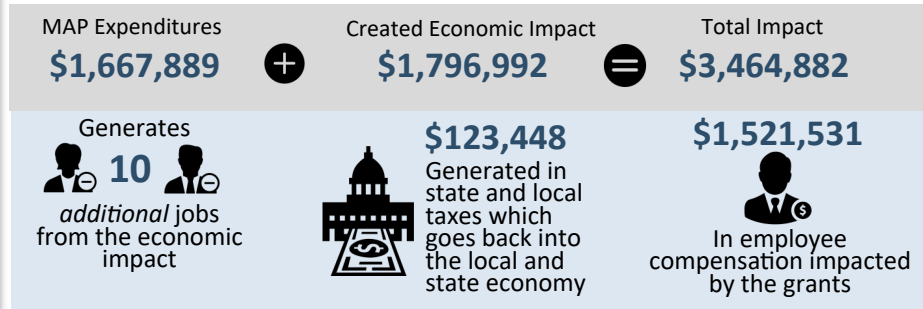 MAP Expenditures
$1,667,889
+
Created Economic Impact
$1,796,992
=
Total Impact
$3,464,882
Generates
10
additional jobs
from the economic
impact
$123,448
Generated in
state and local
taxes which
goes back into
the local and
state economy
$1,521,531
In employee
compensation impacted
by the grants